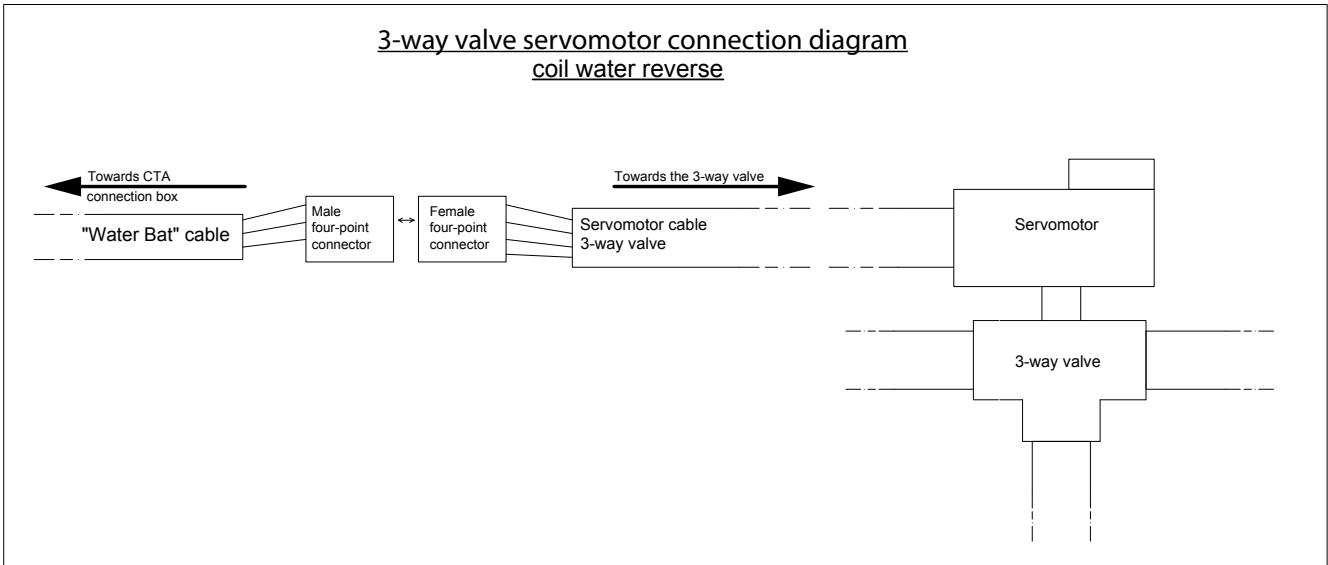 3-way valve servomotor connection diagram
coil water reverse
Towards CTA
connection box
Towards the 3-way valve
"Water Bat" cable
Male
four-point
connector
Female
four-point
connector
Servomotor cable
3-way valve
Servomotor
3-way valve